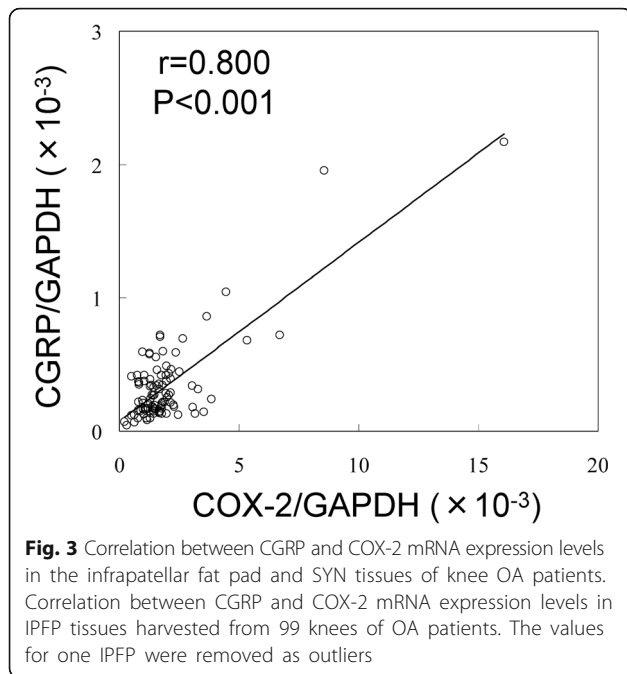 r=0.800
P<0.001
CGRP/GAPDH (×10-3)
3
2
1
0
0 5 10 15 20
COX-2/GAPDH (×10-3)
Fig. 3 Correlation between CGRP and COX-2 mRNA expression levels
in the infrapatellar fat pad and SYN tissues of knee OA patients.
Correlation between CGRP and COX-2 mRNA expression levels in
IPFP tissues harvested from 99 knees of OA patients. The values
for one IPFP were removed as outliers